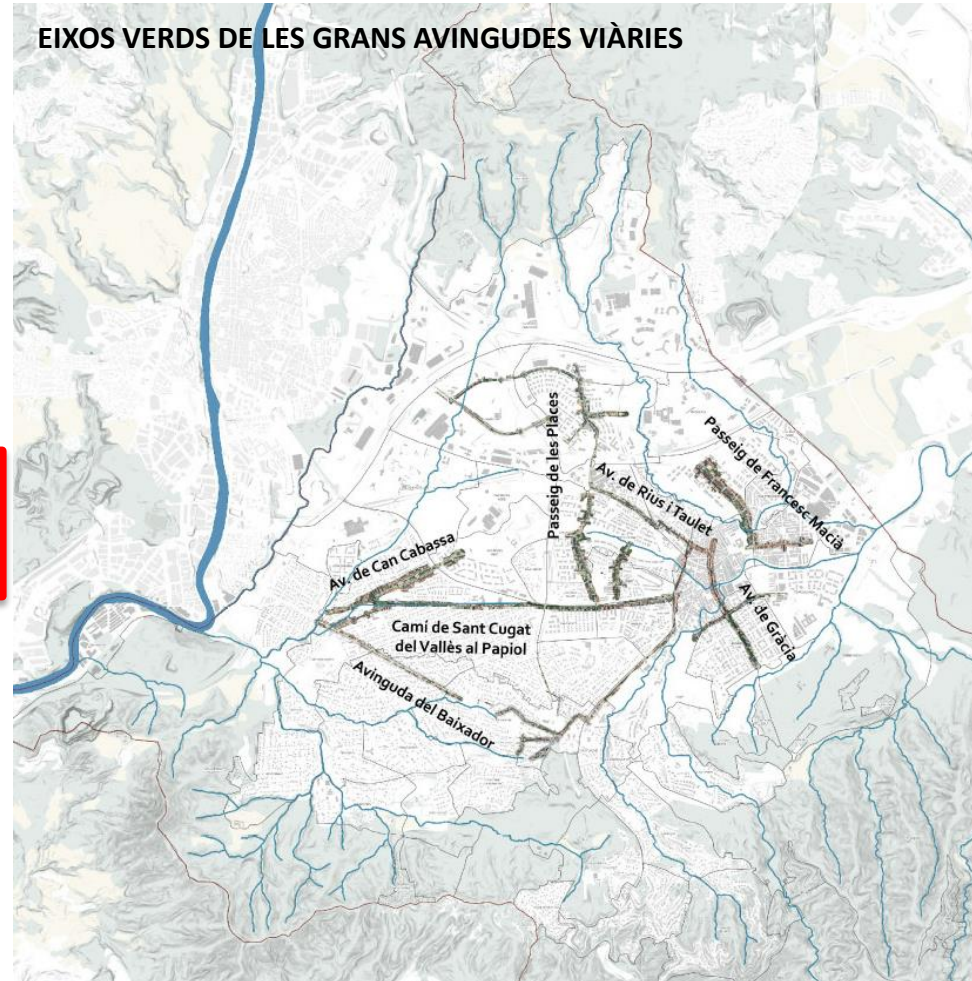 EIXOS VERDS DE LES GRANS AVINGUDES VIÀRIES
Passeig de les Places
Passeig de Francesc Macià
Av. de Rius i Taulet
Av. de Can Cabassa
Camí de Sant Cugat
del Vallès al Papiol
Av. de Gràcia
Avinguda del Baixador